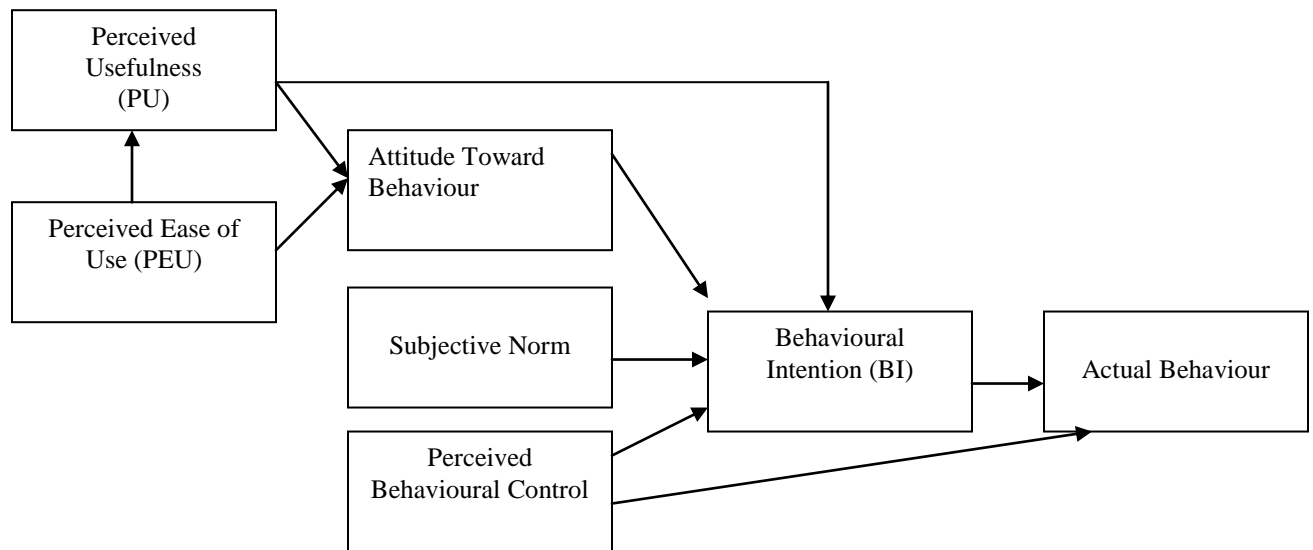 Perceived
Usefulness
(PU)
Attitude Toward
Behaviour
Perceived Ease of
Use (PEU)
Subjective Norm
Behavioural
Intention (BI)
Actual Behaviour
Perceived
Behavioural Control